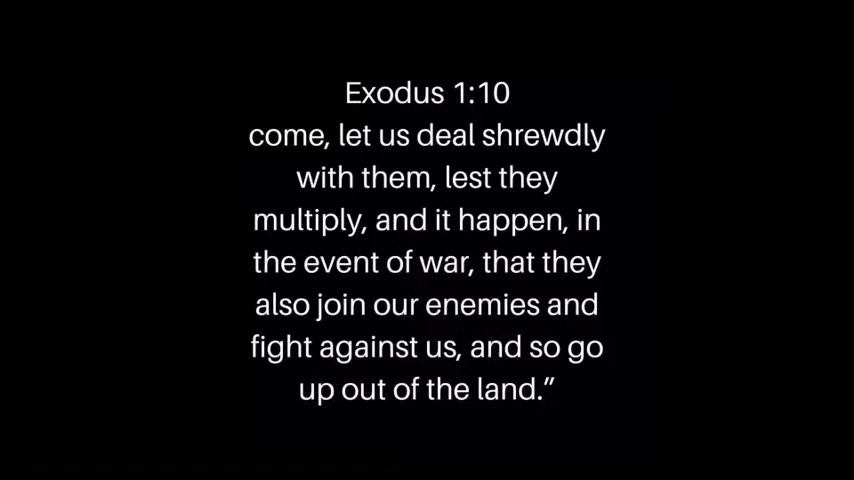 Exodus 1:10
come, let us deal shrewdly
with them, lest they
multiply, and it happen, in
the event of war, that they
also join our enemies and
fight against us, and so go
up out of the land.”